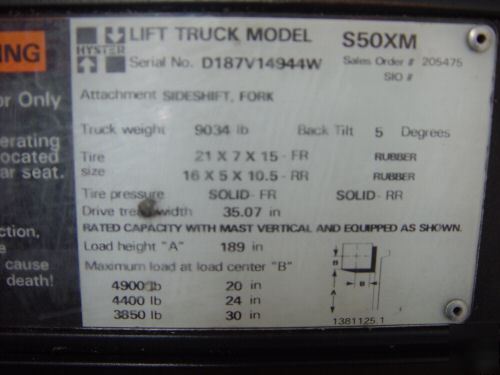 ING
or Only
erating
ocated
ar seat.
ction,
e
cause
death!
HYSTER
LIFT TRUCK MODEL S50XM
Serial No. D187V14944W Sales Order # 205475
SIO #
Attachment SIDESHIFT, FORK
Truck weight 9034 lb Back Tilt 5 Degrees
Tire 21 X 7 X 15 - FR RUBBER
size 16 X 5 X 10.5 - RR RUBBER
Tire pressure SOLID - FR SOLID - RR
Drive tread width 35.07 in
RATED CAPACITY WITH MAST VERTICAL AND EQUIPPED AS SHOWN.
Load height "A" 189 in
Maximum load at load center "B"
4900 lb 20 in
4400 lb 24 in
3850 lb 30 in
B
B
A
1381125 1